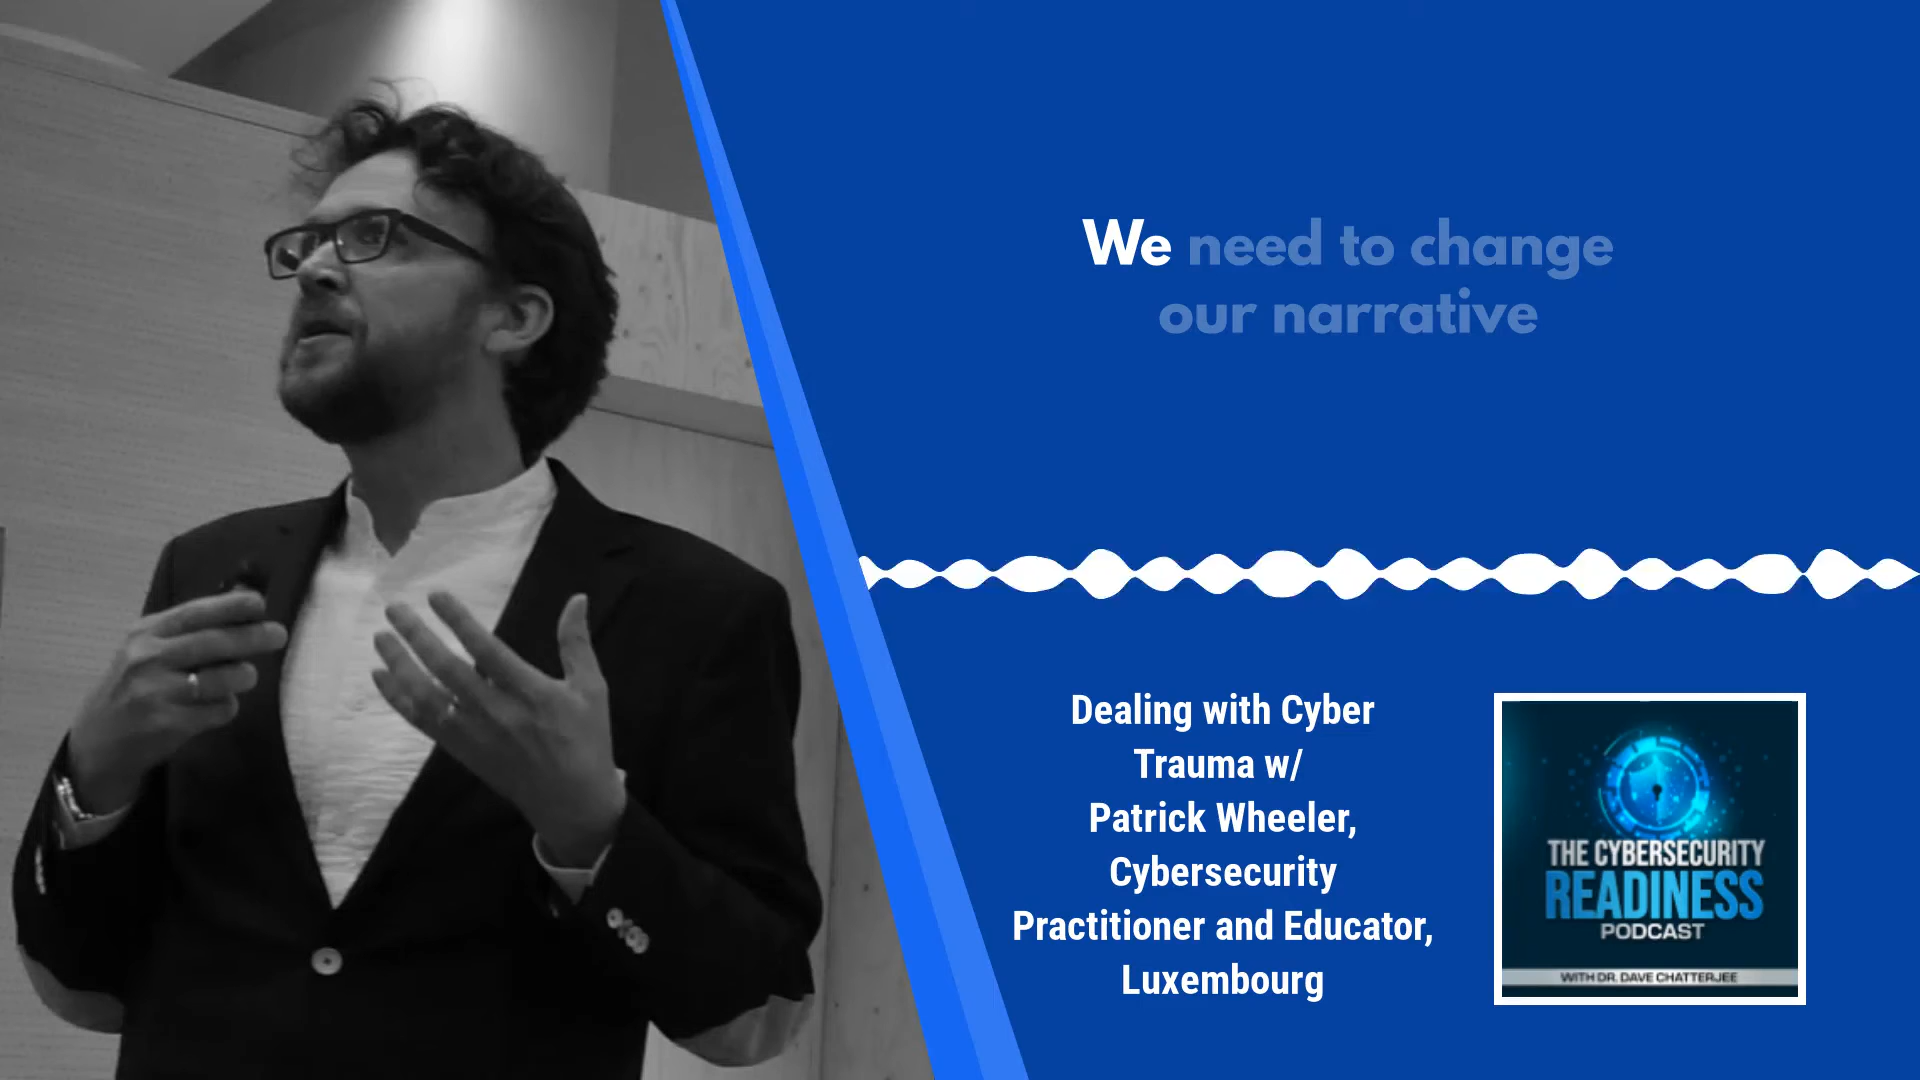 We need to change
our narrative
Dealing with Cyber
Trauma w/
Patrick Wheeler,
Cybersecurity
Practitioner and Educator,
Luxembourg
THE CYBERSECURITY
READINESS
PODCAST
WITH DR. DAVE CHATTERJEE